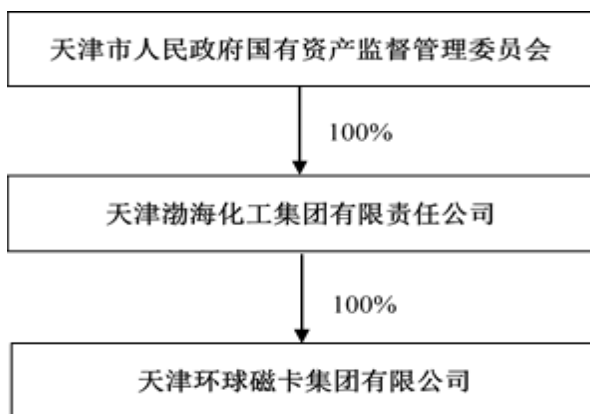 天津市人民政府国有资产监督管理委员会
100%
天津渤海化工集团有限责任公司
100%
天津环球磁卡集团有限公司